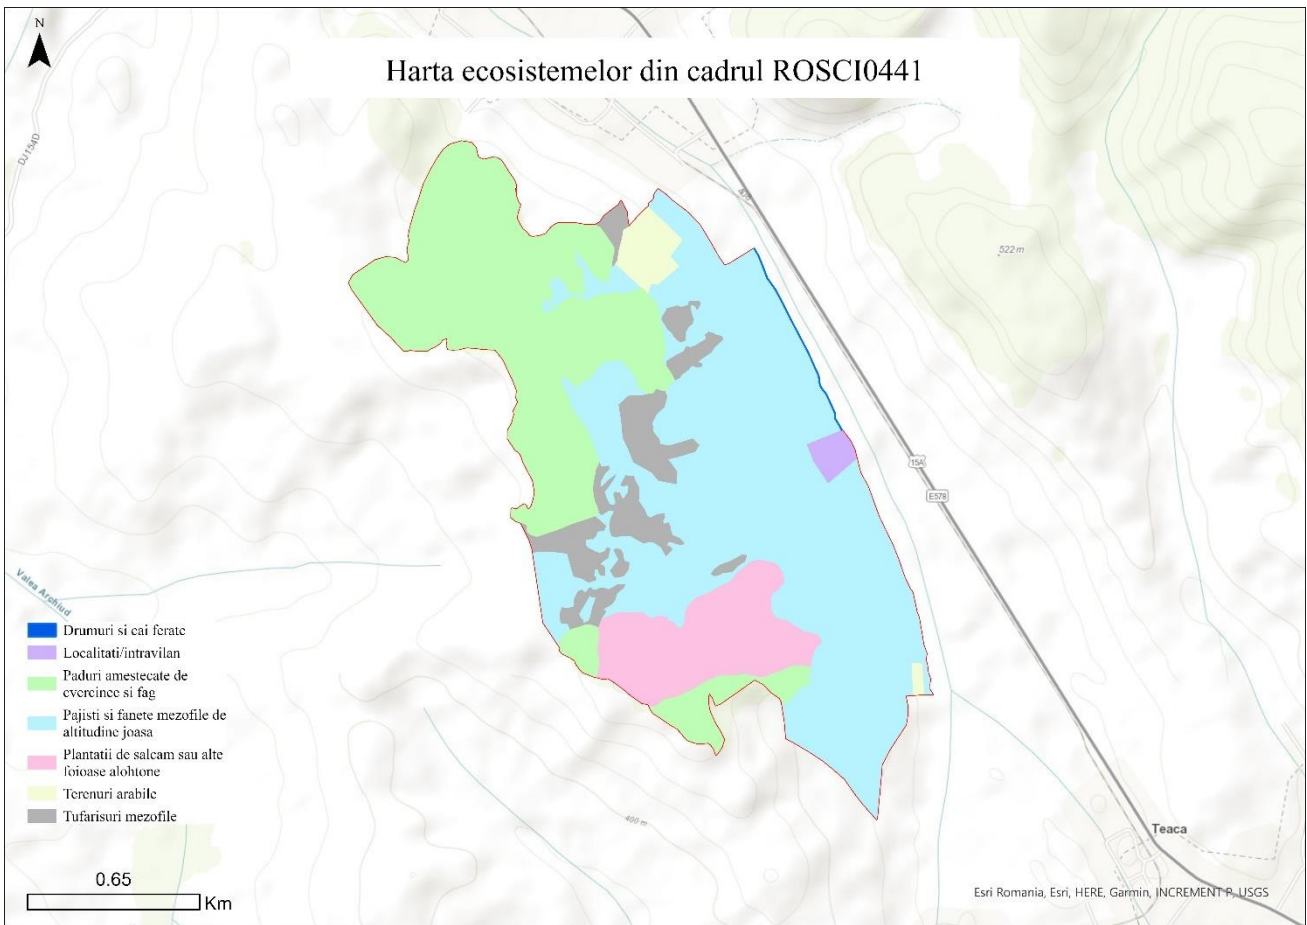 N
Harta ecosistemelor din cadrul ROSCI0441
DJ154D
406
522 m
15A
E578
Valea Archiud
Drumuri si cai ferate
Localitati/intravilan
Paduri amestecate de
cvercinee si fag
Pajisti si fanete mezofile de
altitudine joasa
Plantatii de salcam sau alte
foioase alohtone
Terenuri arabile
Tufarisuri mezofile
400 m
Teaca
0.65
Km
Esri Romania, Esri, HERE, Garmin, INCREMENT P, USGS